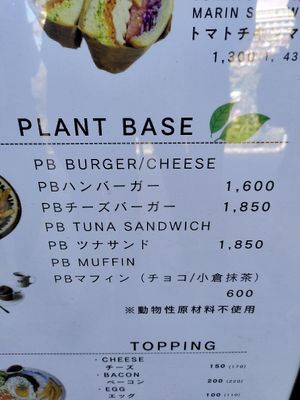 MARIN
トマトチ
1,300
PLANT BASE
PB BURGER/CHEESE
PBハンバーガー 1,600
PBチーズバーガー 1,850
PB TUNA SANDWICH
PB ツナサンド 1,850
PB MUFFIN
PBマフィン（チョコ/小倉抹茶）
600
※動物性原材料不使用
TOPPING
・CHEESE
チーズ 150 (170)
・BACON
ベーコン 200 (220)
・EGG
エッグ 100 (110)